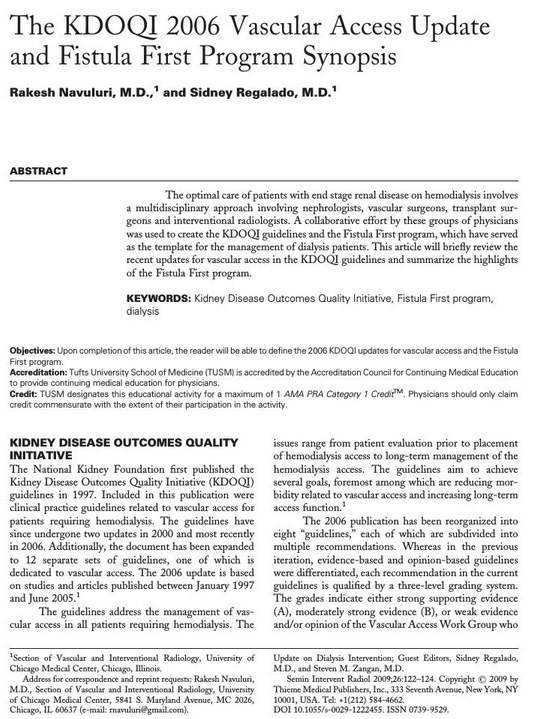 The KDOQI 2006 Vascular Access Update
and Fistula First Program Synopsis
Rakesh Navuluri, M.D.,1 and Sidney Regalado, M.D.1
ABSTRACT
The optimal care of patients with end stage renal disease on hemodialysis involves
a multidisciplinary approach involving nephrologists, vascular surgeons, transplant sur-
geons and interventional radiologists. A collaborative effort by these groups of physicians
was used to create the KDOQI guidelines and the Fistula First program, which have served
as the template for the management of dialysis patients. This article will briefly review the
recent updates for vascular access in the KDOQI guidelines and summarize the highlights
of the Fistula First program.
KEYWORDS: Kidney Disease Outcomes Quality Initiative, Fistula First program,
dialysis
Objectives: Upon completion of this article, the reader will be able to define the 2006 KDOQI updates for vascular access and the Fistula
First program.
Accreditation: Tufts University School of Medicine (TUSM) is accredited by the Accreditation Council for Continuing Medical Education
to provide continuing medical education for physicians.
Credit: TUSM designates this educational activity for a maximum of 1 AMA PRA Category 1 Credit™. Physicians should only claim
credit commensurate with the extent of their participation in the activity.
KIDNEY DISEASE OUTCOMES QUALITY
INITIATIVE
The National Kidney Foundation first published the
Kidney Disease Outcomes Quality Initiative (KDOQI)
guidelines in 1997. Included in this publication were
clinical practice guidelines related to vascular access for
patients requiring hemodialysis. The guidelines have
since undergone two updates in 2000 and most recently
in 2006. Additionally, the document has been expanded
to 12 separate sets of guidelines, one of which is
dedicated to vascular access. The 2006 update is based
on studies and articles published between January 1997
and June 2005.1
The guidelines address the management of vas-
cular access in all patients requiring hemodialysis. The
issues range from patient evaluation prior to placement
of hemodialysis access to long-term management of the
hemodialysis access. The guidelines aim to achieve
several goals, foremost among which are reducing mor-
bidity related to vascular access and increasing long-term
access function.1
The 2006 publication has been reorganized into
eight “guidelines,” each of which are subdivided into
multiple recommendations. Whereas in the previous
iteration, evidence-based and opinion-based guidelines
were differentiated, each recommendation in the current
guidelines is qualified by a three-level grading system.
The grades indicate either strong supporting evidence
(A), moderately strong evidence (B), or weak evidence
and/or opinion of the Vascular Access Work Group who
1Section of Vascular and Interventional Radiology, University of
Chicago Medical Center, Chicago, Illinois.
Address for correspondence and reprint requests: Rakesh Navuluri,
M.D., Section of Vascular and Interventional Radiology, University
of Chicago Medical Center, 5841 S. Maryland Avenue, MC 2026,
Chicago, IL 60637 (e-mail: rnavuluri@gmail.com).
Update on Dialysis Intervention; Guest Editors, Sidney Regalado,
M.D., and Steven M. Zangan, M.D.
Semin Intervent Radiol 2009;26:122–124. Copyright © 2009 by
Thieme Medical Publishers, Inc., 333 Seventh Avenue, New York, NY
10001, USA. Tel: +1(212) 584-4662.
DOI 10.1055/s-0029-1222455. ISSN 0739-9529.